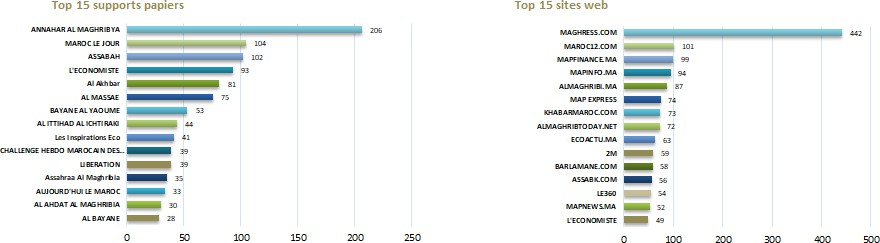 Top 15 supports papiers
ANNAHAR AL MAGHRIBYA 206
MAROC LE JOUR 104
ASSABAH 102
L'ECONOMISTE 93
Al Akhbar 81
AL MASSAE 75
BAYANE AL YAOUME 53
AL ITTIHAD AL ICHTIRAKI 44
Les Inspirations Eco 41
CHALLENGE HEBDO MAROCAIN DES... 39
LIBERATION 39
Assahraa Al Maghribia 35
AUJOURD'HUI LE MAROC 33
AL AHDAT AL MAGHRIBIA 30
AL BAYANE 28
0 50 100 150 200 250
Top 15 sites web
MAGHRESS.COM 442
MAROC12.COM 101
MAPFINANCE.MA 99
MAPINFO.MA 94
ALMAGHRIBI.MA 87
MAP EXPRESS 74
KHABARMAROC.COM 73
ALMAGHRIBTODAY.NET 72
ECOACTU.MA 63
2M 59
BARLAMANE.COM 58
ASSABK.COM 56
LE360 54
MAPNEWS.MA 52
L'ECONOMISTE 49
0 100 200 300 400 500